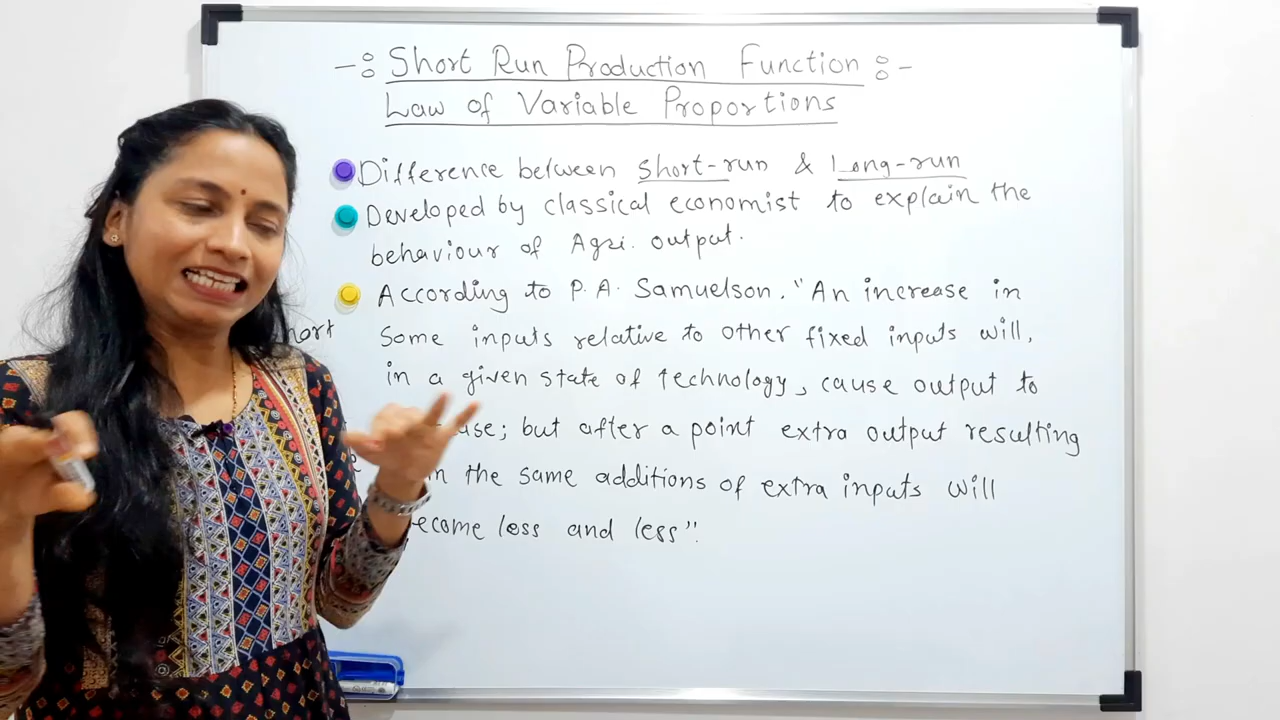 -: Short Run Production Function :-
Law of Variable Proportions
Difference between short-run & Long-run
Developed by classical economist to explain the
behaviour of Agri. output.
According to P. A. Samuelson. "An increase in
Some inputs relative to other fixed inputs will,
in a given state of technology, cause output to
; but after a point extra output resulting
the same additions of extra inputs will
less and less".